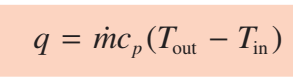 q = ṁc_p(T_out − T_in)